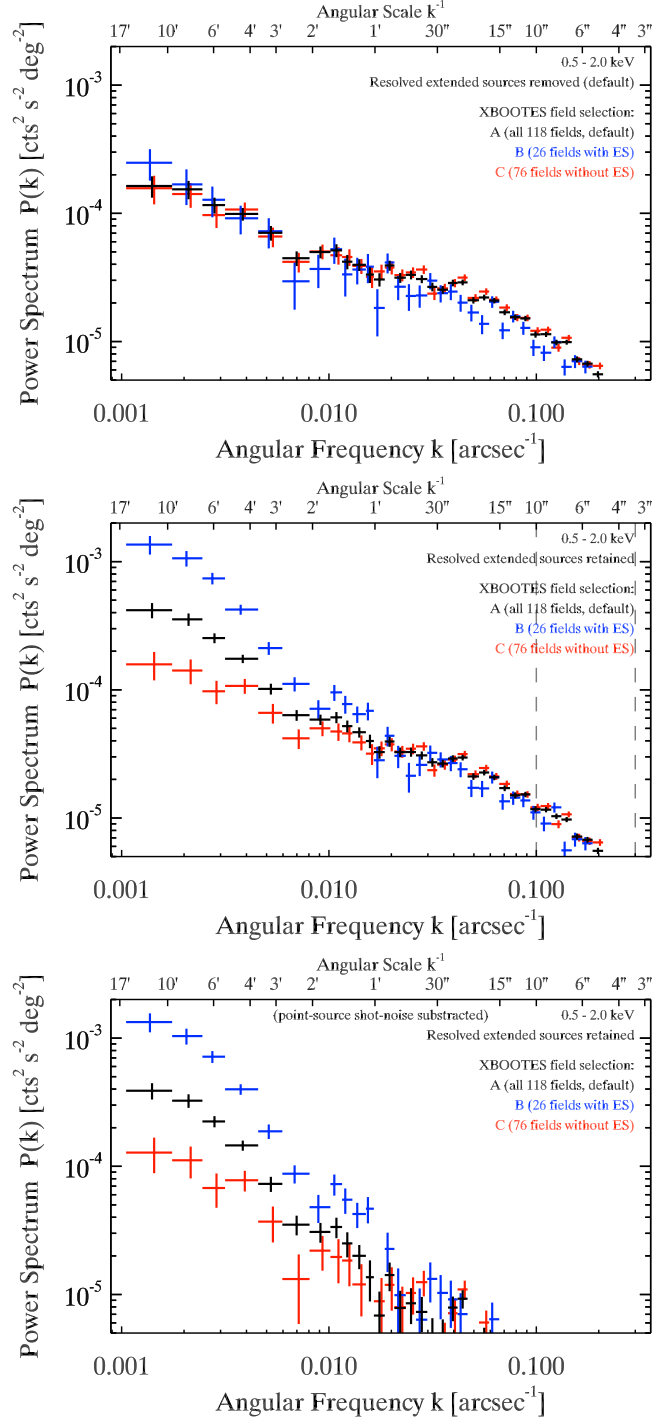 Angular Scale k⁻¹
17' 10' 6' 4' 3' 2' 1' 30" 15" 10" 6" 4" 3"
0.5 - 2.0 keV
Resolved extended sources removed (default)
XBOOTES field selection:
A (all 118 fields, default)
B (26 fields with ES)
C (76 fields without ES)
Power Spectrum P(k) [cts² s⁻² deg⁻²]
10⁻³
10⁻⁴
10⁻⁵
0.001 0.010 0.100
Angular Frequency k [arcsec⁻¹]
Angular Scale k⁻¹
17' 10' 6' 4' 3' 2' 1' 30" 15" 10" 6" 4" 3"
0.5 - 2.0 keV
Resolved extended sources retained
XBOOTES field selection:
A (all 118 fields, default)
B (26 fields with ES)
C (76 fields without ES)
Power Spectrum P(k) [cts² s⁻² deg⁻²]
10⁻³
10⁻⁴
10⁻⁵
0.001 0.010 0.100
Angular Frequency k [arcsec⁻¹]
Angular Scale k⁻¹
17' 10' 6' 4' 3' 2' 1' 30" 15" 10" 6" 4" 3"
(point-source shot-noise substracted) 0.5 - 2.0 keV
Resolved extended sources retained
XBOOTES field selection:
A (all 118 fields, default)
B (26 fields with ES)
C (76 fields without ES)
Power Spectrum P(k) [cts² s⁻² deg⁻²]
10⁻³
10⁻⁴
10⁻⁵
0.001 0.010 0.100
Angular Frequency k [arcsec⁻¹]